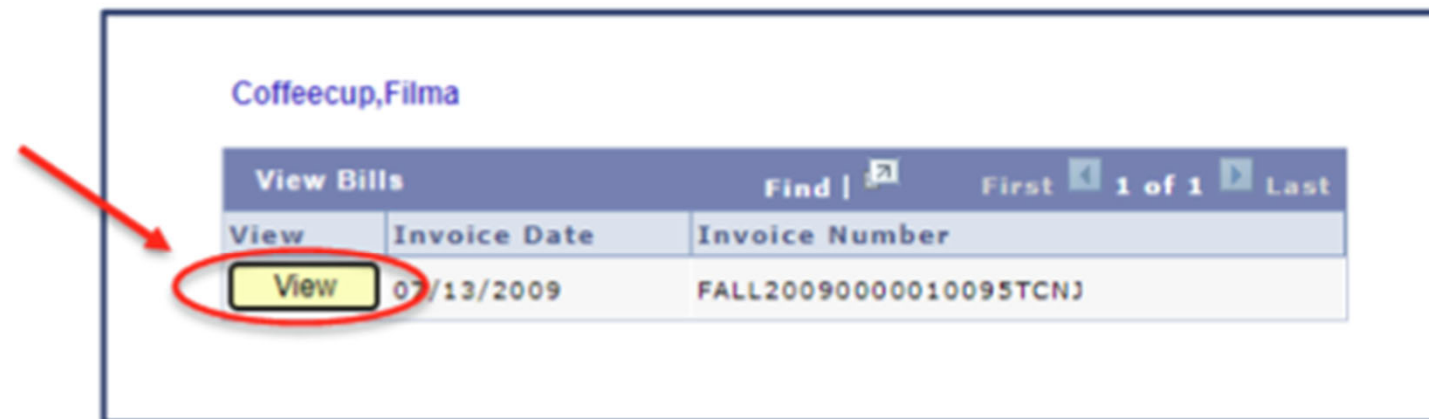 Coffeecup,Filma
View Bills Find | First 1 of 1 Last
View Invoice Date Invoice Number
View 07/13/2009 FALL20090000010095TCNJ